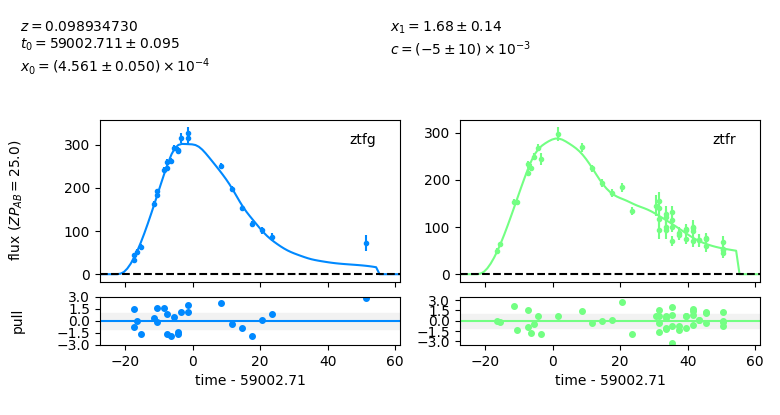 z = 0.098934730
t₀ = 59002.711 ± 0.095
x₀ = (4.561 ± 0.050) × 10⁻⁴
x₁ = 1.68 ± 0.14
c = (−5 ± 10) × 10⁻³
flux (ZP_AB = 25.0)
300
200
100
0
ztfg
300
200
100
0
ztfr
pull
3.0
1.5
0.0
−1.5
−3.0
−20 0 20 40 60
time - 59002.71
3.0
1.5
0.0
−1.5
−3.0
−20 0 20 40 60
time - 59002.71